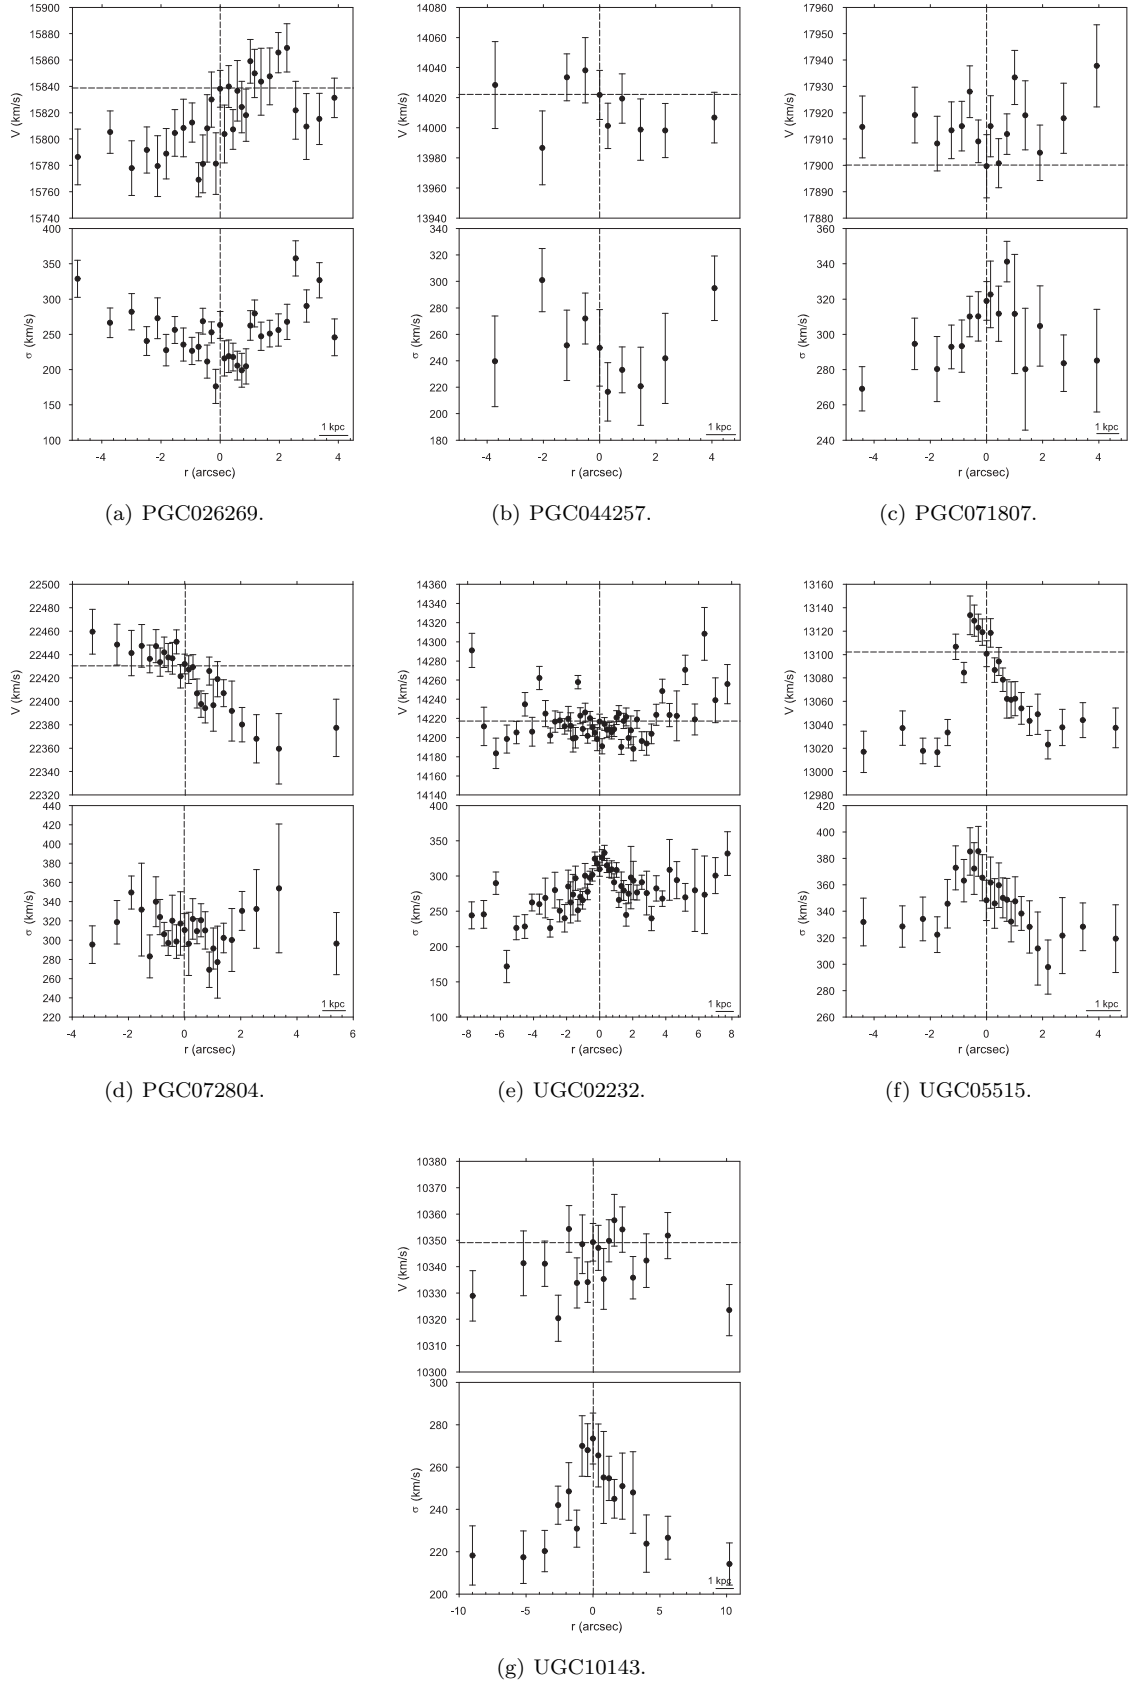 15900
15880
15860
15840
15820
15800
15780
15760
15740
V (km/s)
400
350
300
250
200
150
100
σ (km/s)
1 kpc
-4 -2 0 2 4
r (arcsec)
(a) PGC026269.
14080
14060
14040
14020
14000
13980
13960
13940
V (km/s)
340
320
300
280
260
240
220
200
180
σ (km/s)
1 kpc
-4 -2 0 2 4
r (arcsec)
(b) PGC044257.
17960
17950
17940
17930
17920
17910
17900
17890
17880
V (km/s)
360
340
320
300
280
260
240
σ (km/s)
1 kpc
-4 -2 0 2 4
r (arcsec)
(c) PGC071807.
22500
22480
22460
22440
22420
22400
22380
22360
22340
22320
V (km/s)
440
420
400
380
360
340
320
300
280
260
240
220
σ (km/s)
1 kpc
-4 -2 0 2 4 6
r (arcsec)
(d) PGC072804.
14360
14340
14320
14300
14280
14260
14240
14220
14200
14180
14160
14140
V (km/s)
400
350
300
250
200
150
100
σ (km/s)
1 kpc
-8 -6 -4 -2 0 2 4 6 8
r (arcsec)
(e) UGC02232.
13160
13140
13120
13100
13080
13060
13040
13020
13000
12980
V (km/s)
420
400
380
360
340
320
300
280
260
σ (km/s)
1 kpc
-4 -2 0 2 4
r (arcsec)
(f) UGC05515.
10380
10370
10360
10350
10340
10330
10320
10310
10300
V (km/s)
300
280
260
240
220
200
σ (km/s)
1 kpc
-10 -5 0 5 10
r (arcsec)
(g) UGC10143.